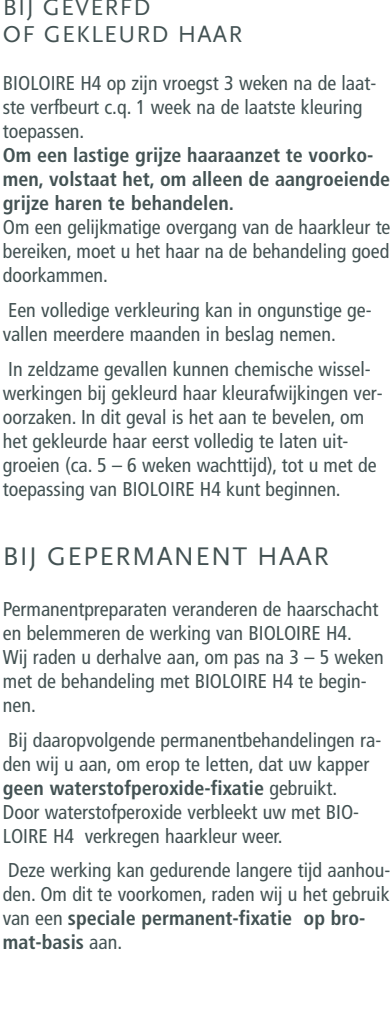 BIJ GEVERFD
OF GEKLEURD HAAR
BIOLOIRE H4 op zijn vroegst 3 weken na de laat-
ste verfbeurt c.q. 1 week na de laatste kleuring
toepassen.
Om een lastige grijze haaraanzet te voorko-
men, volstaat het, om alleen de aangroeiende
grijze haren te behandelen.
Om een gelijkmatige overgang van de haarkleur te
bereiken, moet u het haar na de behandeling goed
doorkammen.
Een volledige verkleuring kan in ongunstige ge-
vallen meerdere maanden in beslag nemen.
In zeldzame gevallen kunnen chemische wissel-
werkingen bij gekleurd haar kleurafwijkingen ver-
oorzaken. In dit geval is het aan te bevelen, om
het gekleurde haar eerst volledig te laten uit-
groeien (ca. 5 – 6 weken wachttijd), tot u met de
toepassing van BIOLOIRE H4 kunt beginnen.
BIJ GEPERMANENT HAAR
Permanentpreparaten veranderen de haarschacht
en belemmeren de werking van BIOLOIRE H4.
Wij raden u derhalve aan, om pas na 3 – 5 weken
met de behandeling met BIOLOIRE H4 te begin-
nen.
Bij daaropvolgende permanentbehandelingen ra-
den wij u aan, om erop te letten, dat uw kapper
geen waterstofperoxide-fixatie gebruikt.
Door waterstofperoxide verbleekt uw met BIO-
LOIRE H4 verkregen haarkleur weer.
Deze werking kan gedurende langere tijd aanhou-
den. Om dit te voorkomen, raden wij u het gebruik
van een speciale permanent-fixatie op bro-
mat-basis aan.